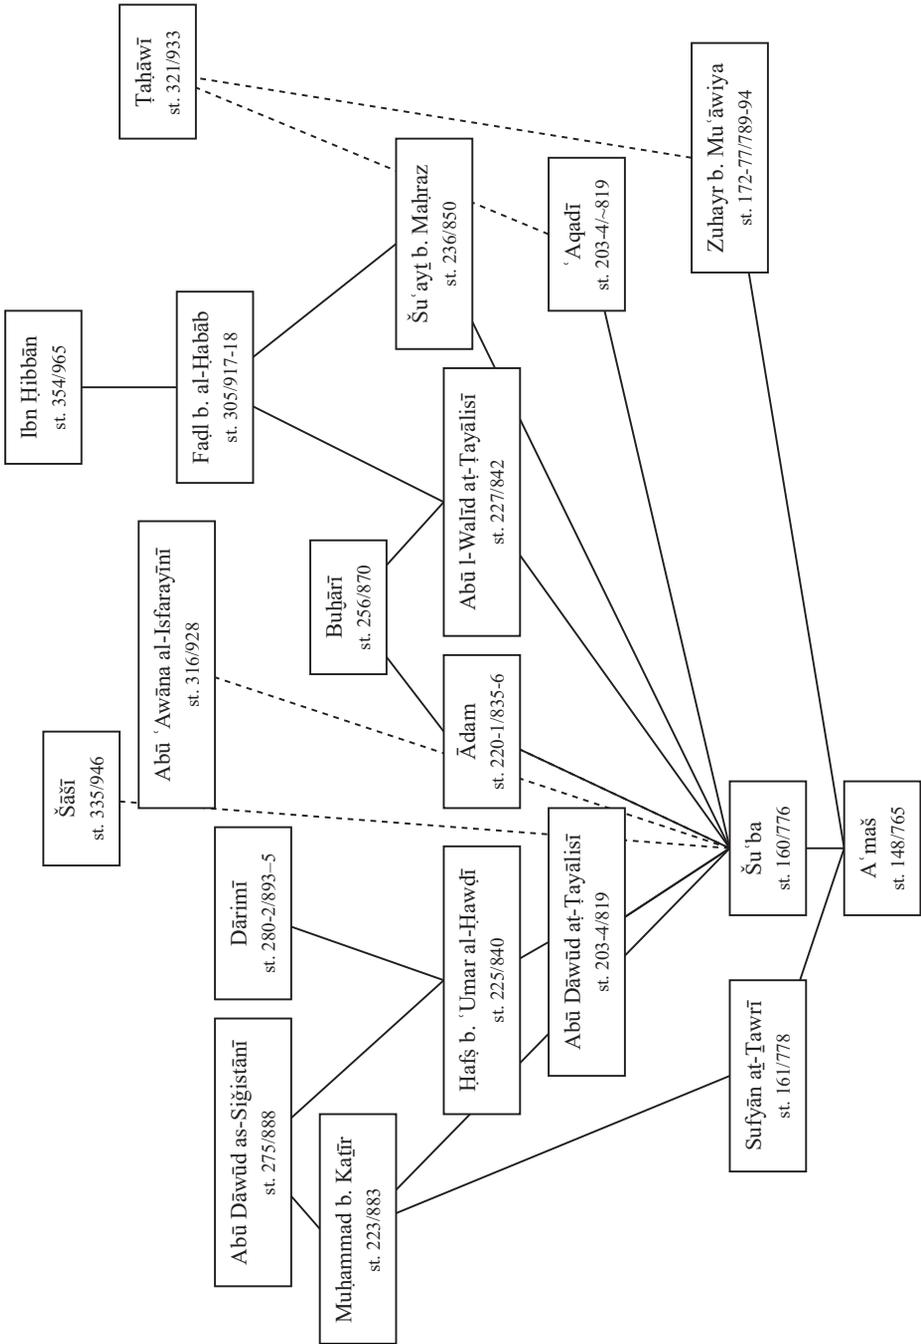 Ibn Ḥibbān
st. 354/965
Šāšī
st. 335/946
Ṭaḥāwī
st. 321/933
Abū ʿAwāna al-Isfarayīnī
st. 316/928
Faḍl b. al-Ḥabāb
st. 305/917-18
Abū Dāwūd as-Siǧistānī
st. 275/888
Dārimī
st. 280-2/893–5
Buḫārī
st. 256/870
Muḥammad b. Kaṯīr
st. 223/883
Šuʿayṯ b. Maḥraz
st. 236/850
Ḥafṣ b. ʿUmar al-Ḥawḍī
st. 225/840
Ādam
st. 220-1/835-6
Abū l-Walīd aṭ-Ṭayālisī
st. 227/842
Abū Dāwūd aṭ-Ṭayālisī
st. 203-4/819
ʿAqadī
st. 203-4/~819
Sufyān aṯ-Ṯawrī
st. 161/778
Šuʿba
st. 160/776
Zuhayr b. Muʿāwiya
st. 172-77/789-94
Aʿmaš
st. 148/765